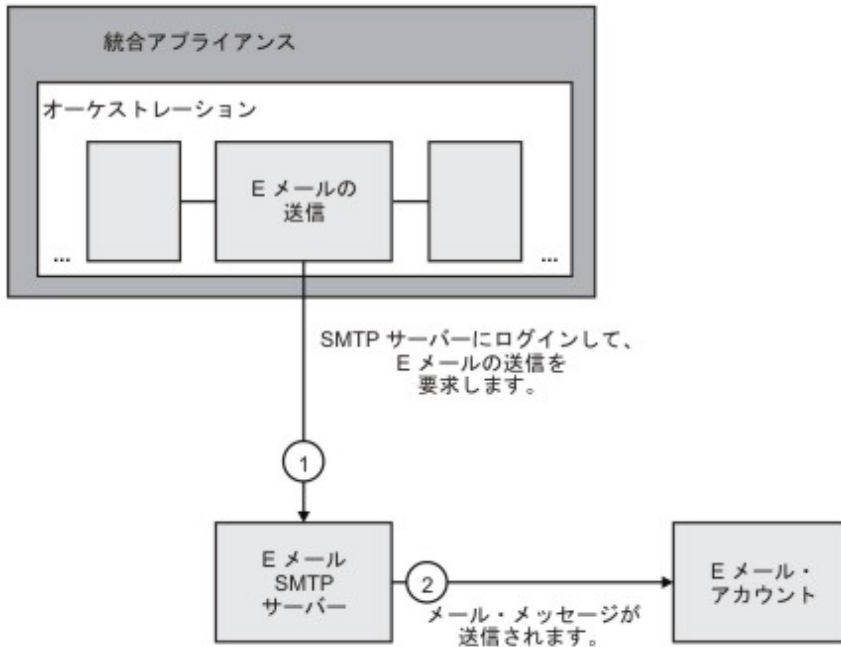 統合アプライアンス
オーケストレーション
E メールの
送信
...
...
SMTP サーバーにログインして、
E メールの送信を
要求します。
1
E メール
SMTP
サーバー
2
メール・メッセージが
送信されます。
E メール・
アカウント